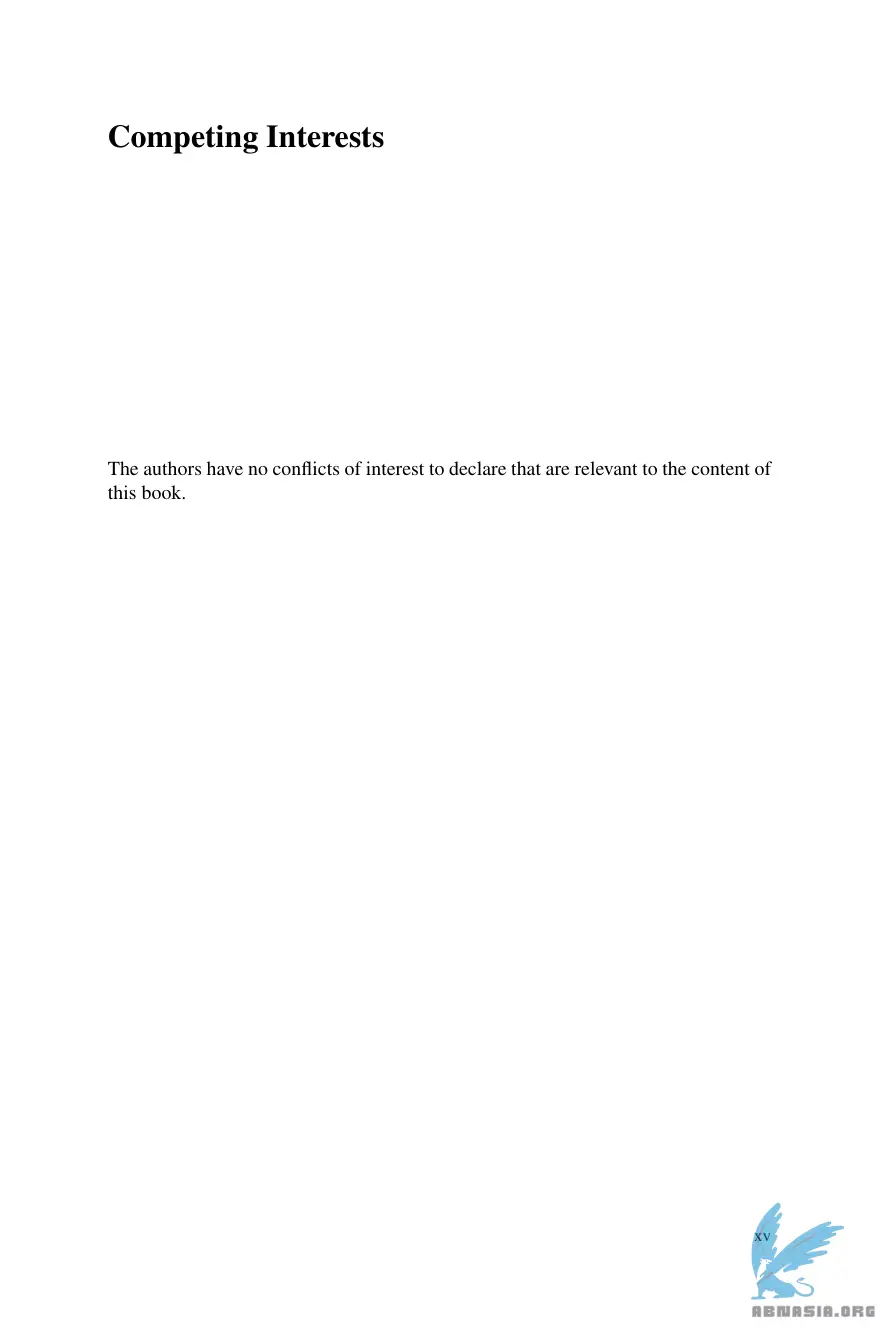 Competing Interests
The authors have no conflicts of interest to declare that are relevant to the content of
this book.
xv
ABNASIA.ORG